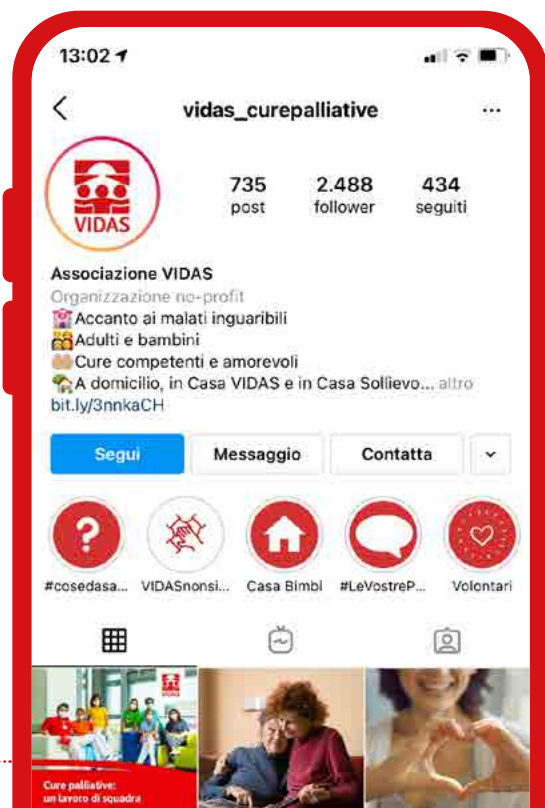 13:02
vidas_curepalliative
...
VIDAS
735 2.488 434
post follower seguiti
Associazione VIDAS
Organizzazione no-profit
Accanto ai malati inguaribili
Adulti e bambini
Cure competenti e amorevoli
A domicilio, in Casa VIDAS e in Casa Sollievo... altro
bit.ly/3nnkaCH
Segui Messaggio Contatta
?
#cosedasa... VIDASnonsi... Casa Bimbi #LeVostreP... Volontari
VIDAS
Cure palliative:
un lavoro di squadra